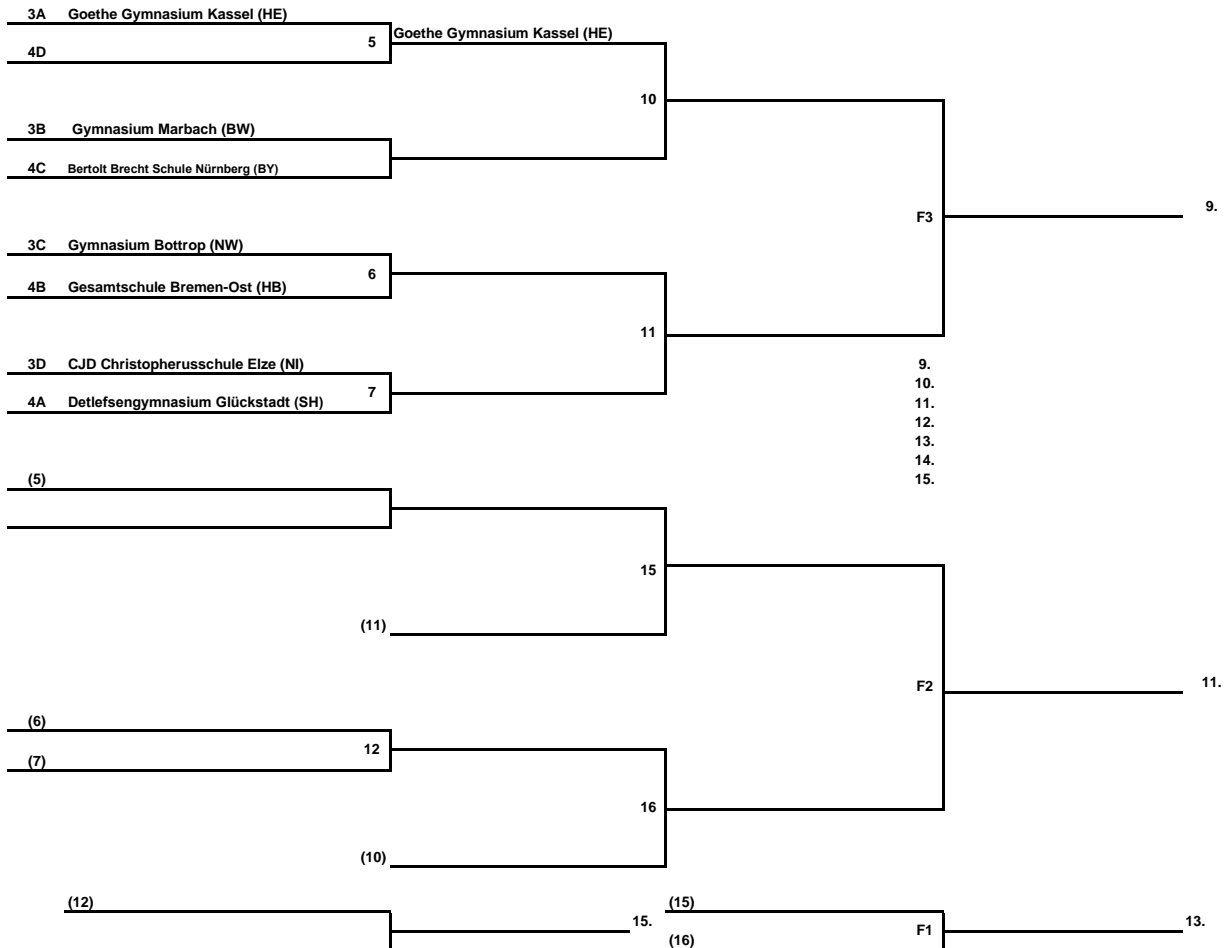 3A Goethe Gymnasium Kassel (HE)
5 Goethe Gymnasium Kassel (HE)
4D
10
3B Gymnasium Marbach (BW)
4C Bertolt Brecht Schule Nürnberg (BY)
F3 9.
3C Gymnasium Bottrop (NW)
6
4B Gesamtschule Bremen-Ost (HB)
11
3D CJD Christopherusschule Elze (NI)
7
4A Detlefsengymnasium Glückstadt (SH)
9.
10.
11.
12.
13.
14.
15.
(5)
15
(11)
F2 11.
(6)
12
(7)
16
(10)
(12) 15. (15)
F1 13.
(16)